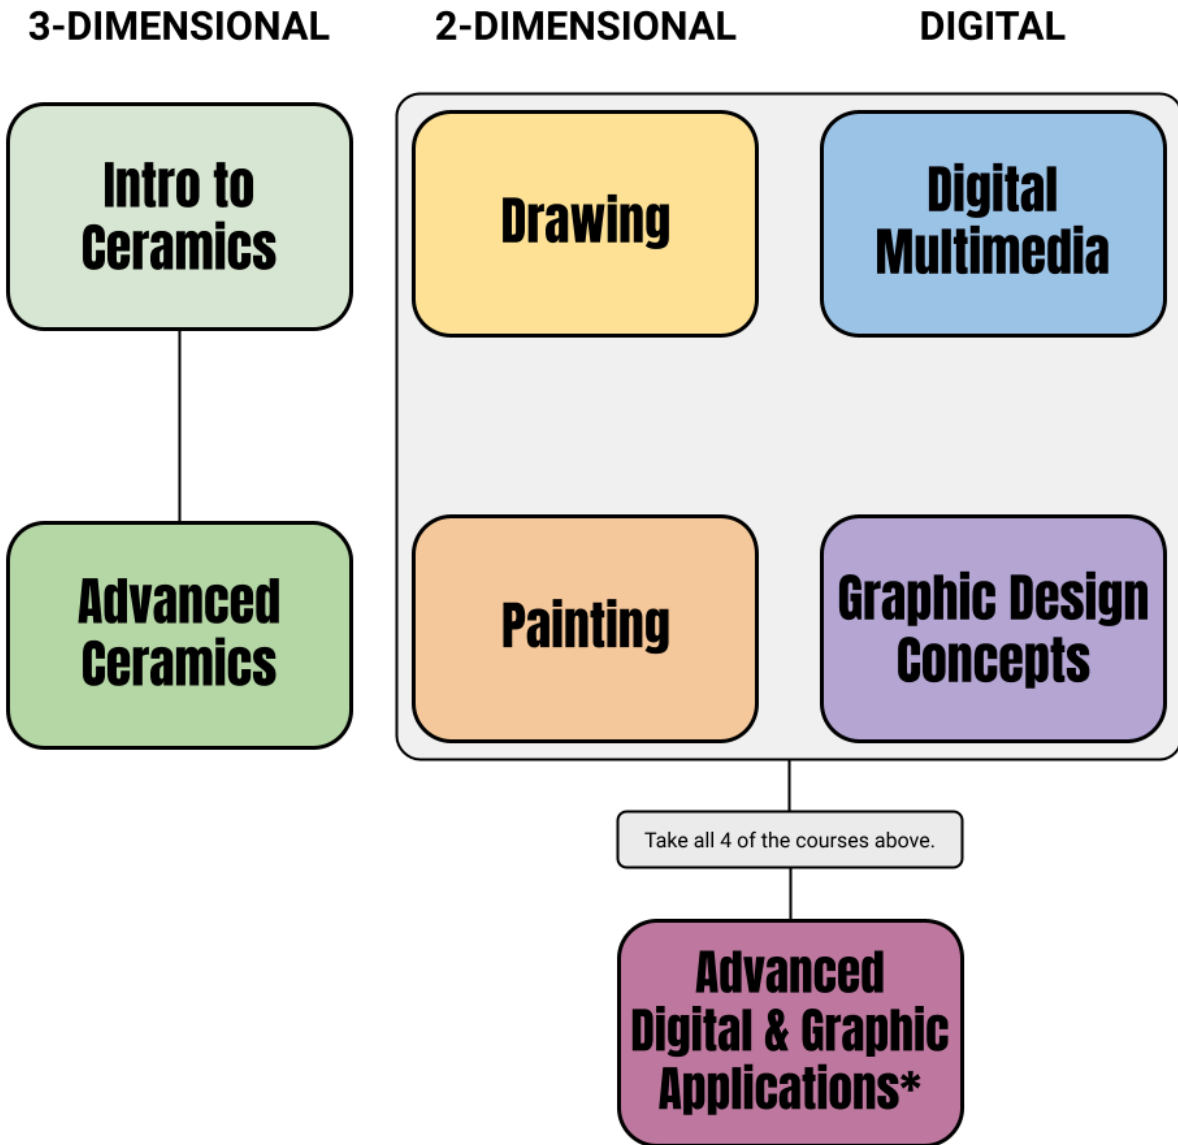 3-DIMENSIONAL
2-DIMENSIONAL
DIGITAL
Intro to
Ceramics
Drawing
Digital
Multimedia
Advanced
Ceramics
Painting
Graphic Design
Concepts
Take all 4 of the courses above.
Advanced
Digital & Graphic
Applications*